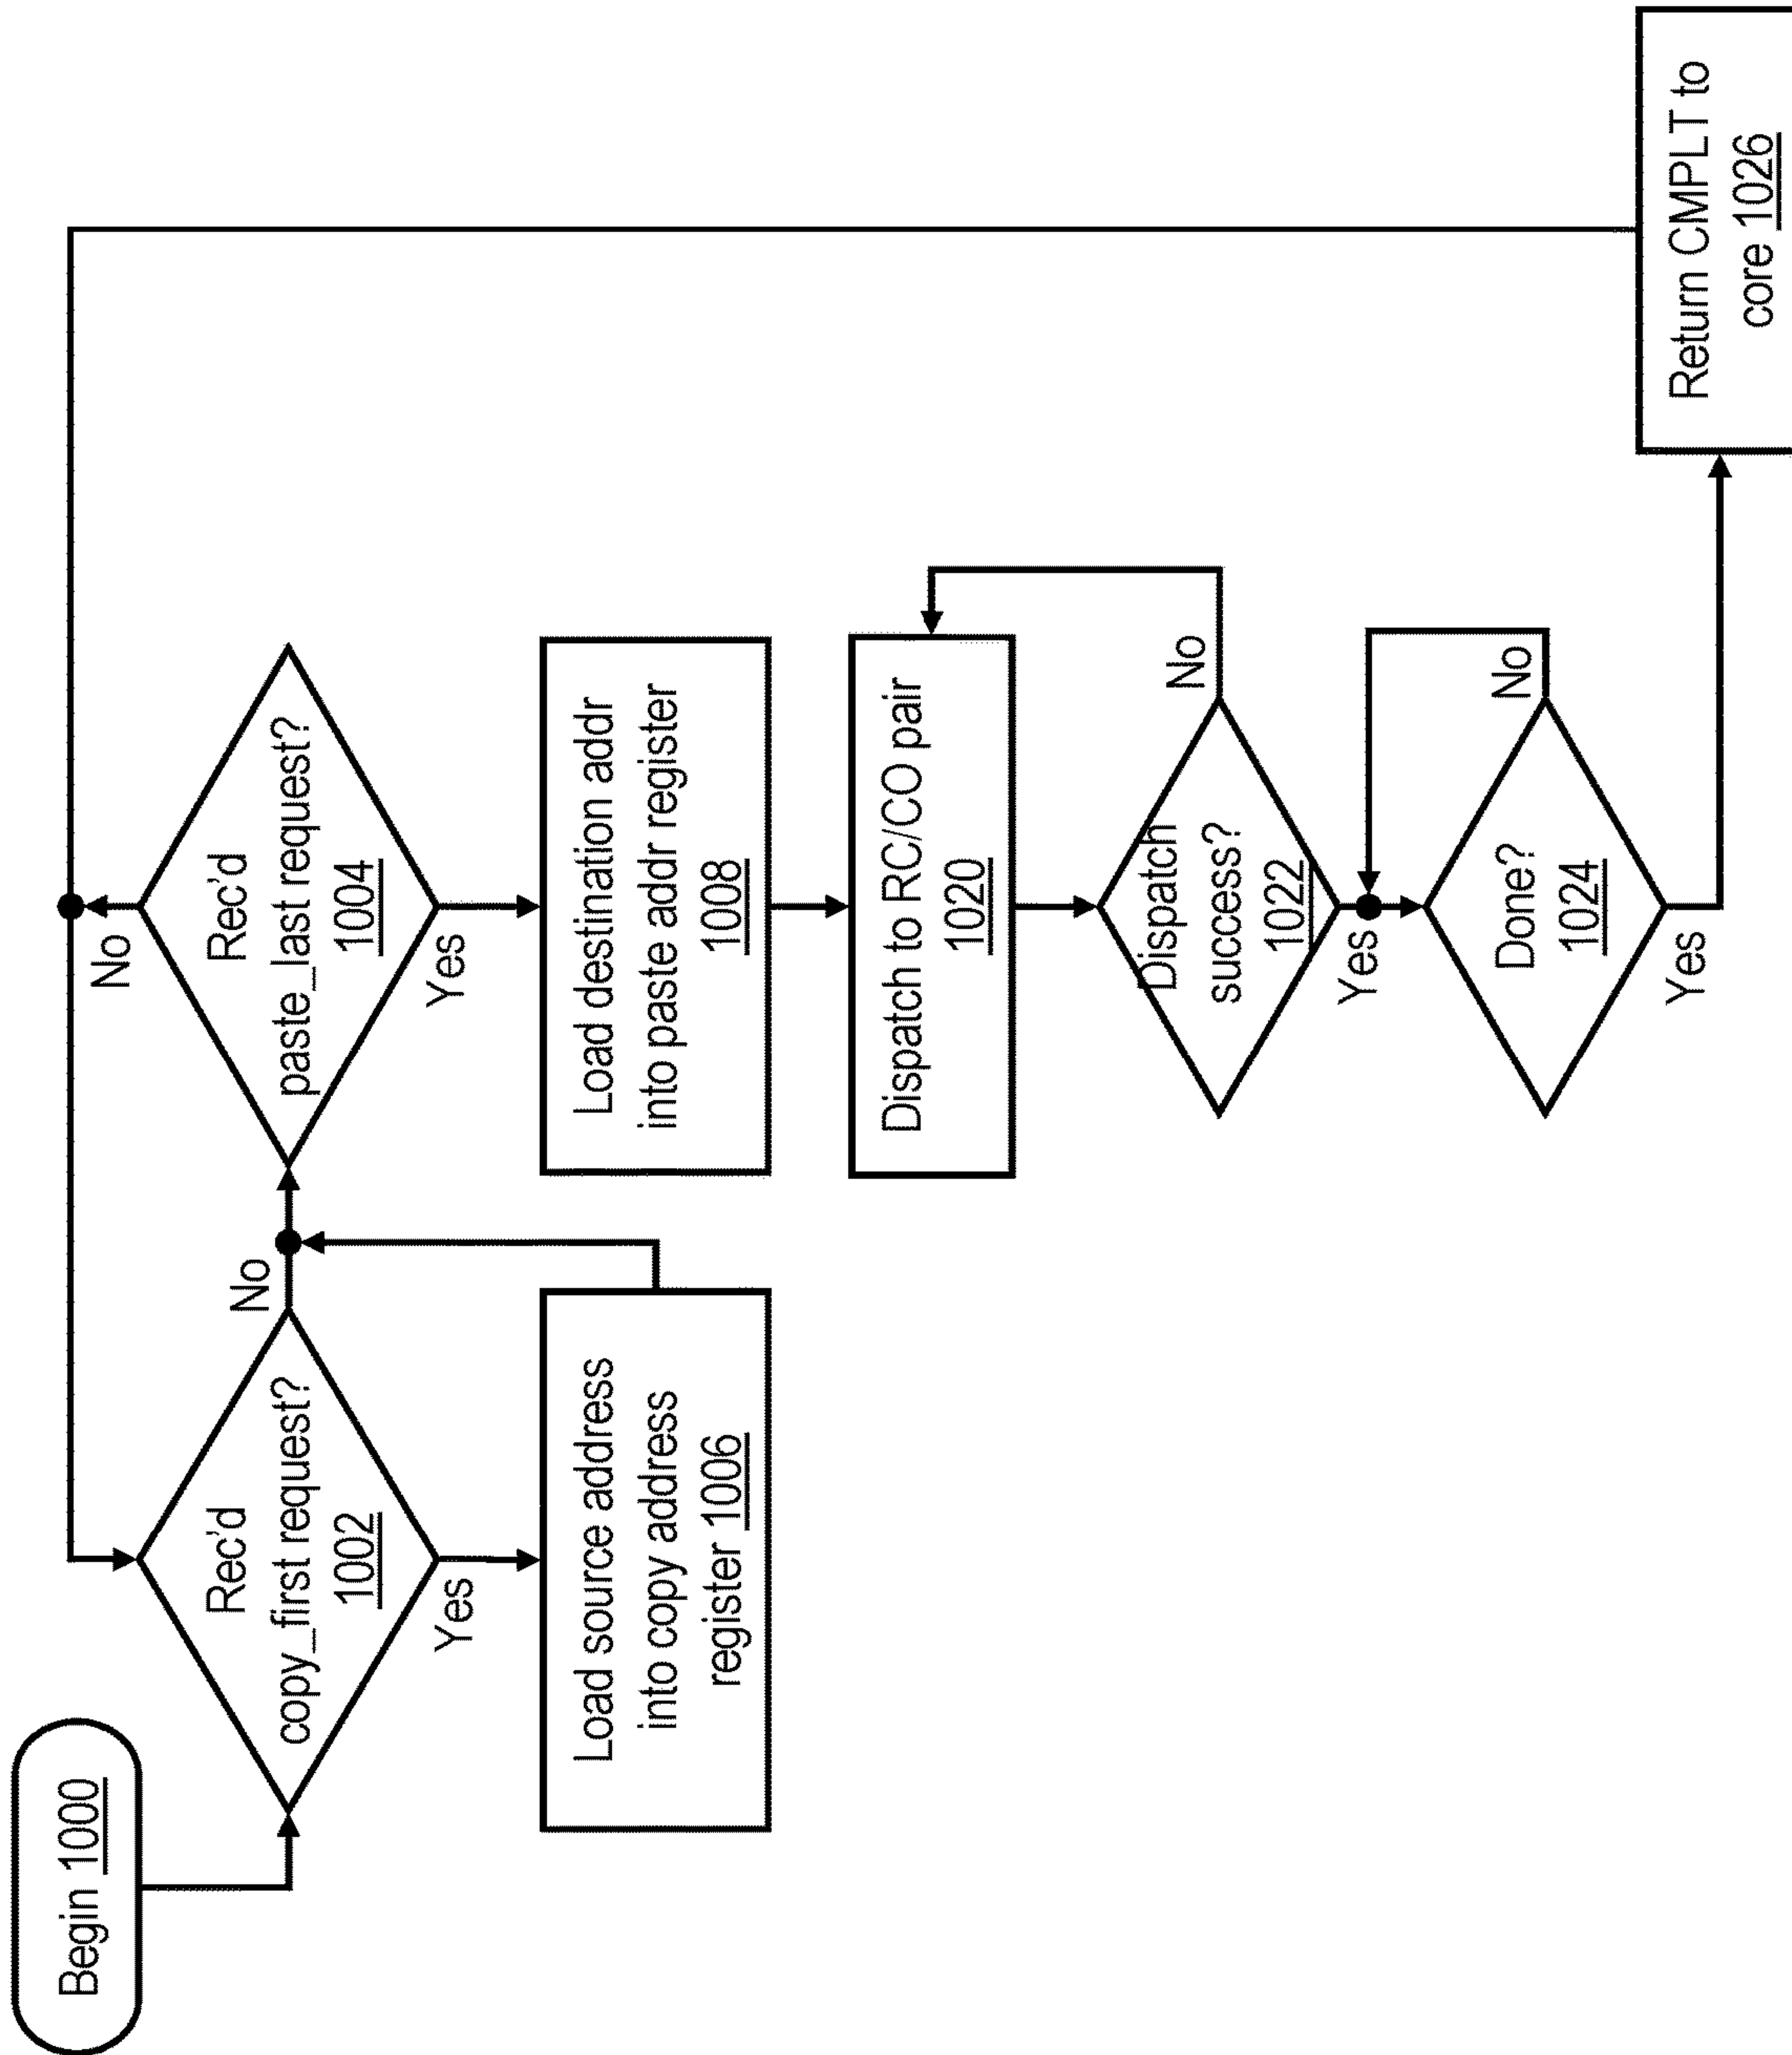 Begin 1000
Rec'd
copy_first request?
1002
No
Yes
Load source address
into copy address
register 1006
Rec'd
paste_last request?
1004
No
Yes
Load destination addr
into paste addr register
1008
Dispatch to RC/CO pair
1020
Dispatch
success?
1022
No
Yes
Done?
1024
No
Yes
Return CMPLT to
core 1026